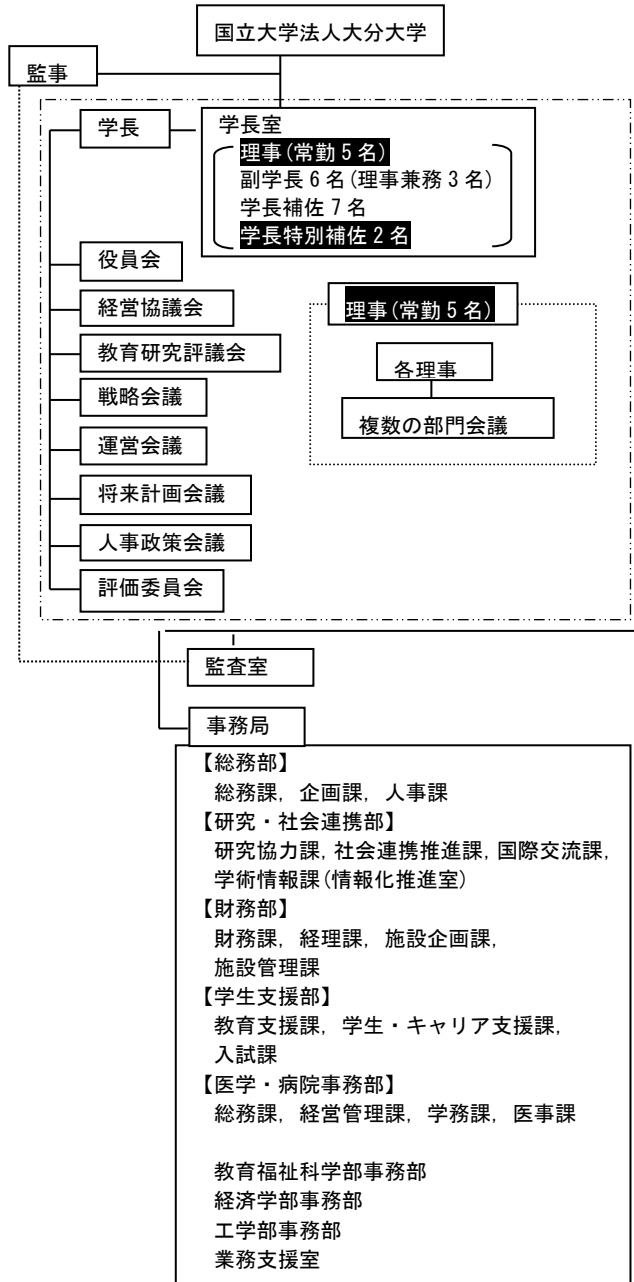 国立大学法人大分大学
監事
学長
学長室
理事(常勤5名)
副学長6名(理事兼務3名)
学長補佐7名
学長特別補佐2名
役員会
経営協議会
教育研究評議会
戦略会議
運営会議
将来計画会議
人事政策会議
評価委員会
理事(常勤5名)
各理事
複数の部門会議
監査室
事務局
【総務部】
総務課,企画課,人事課
【研究・社会連携部】
研究協力課,社会連携推進課,国際交流課,
学術情報課(情報化推進室)
【財務部】
財務課,経理課,施設企画課,
施設管理課
【学生支援部】
教育支援課,学生・キャリア支援課,
入試課
【医学・病院事務部】
総務課,経営管理課,学務課,医事課
教育福祉科学部事務部
経済学部事務部
工学部事務部
業務支援室